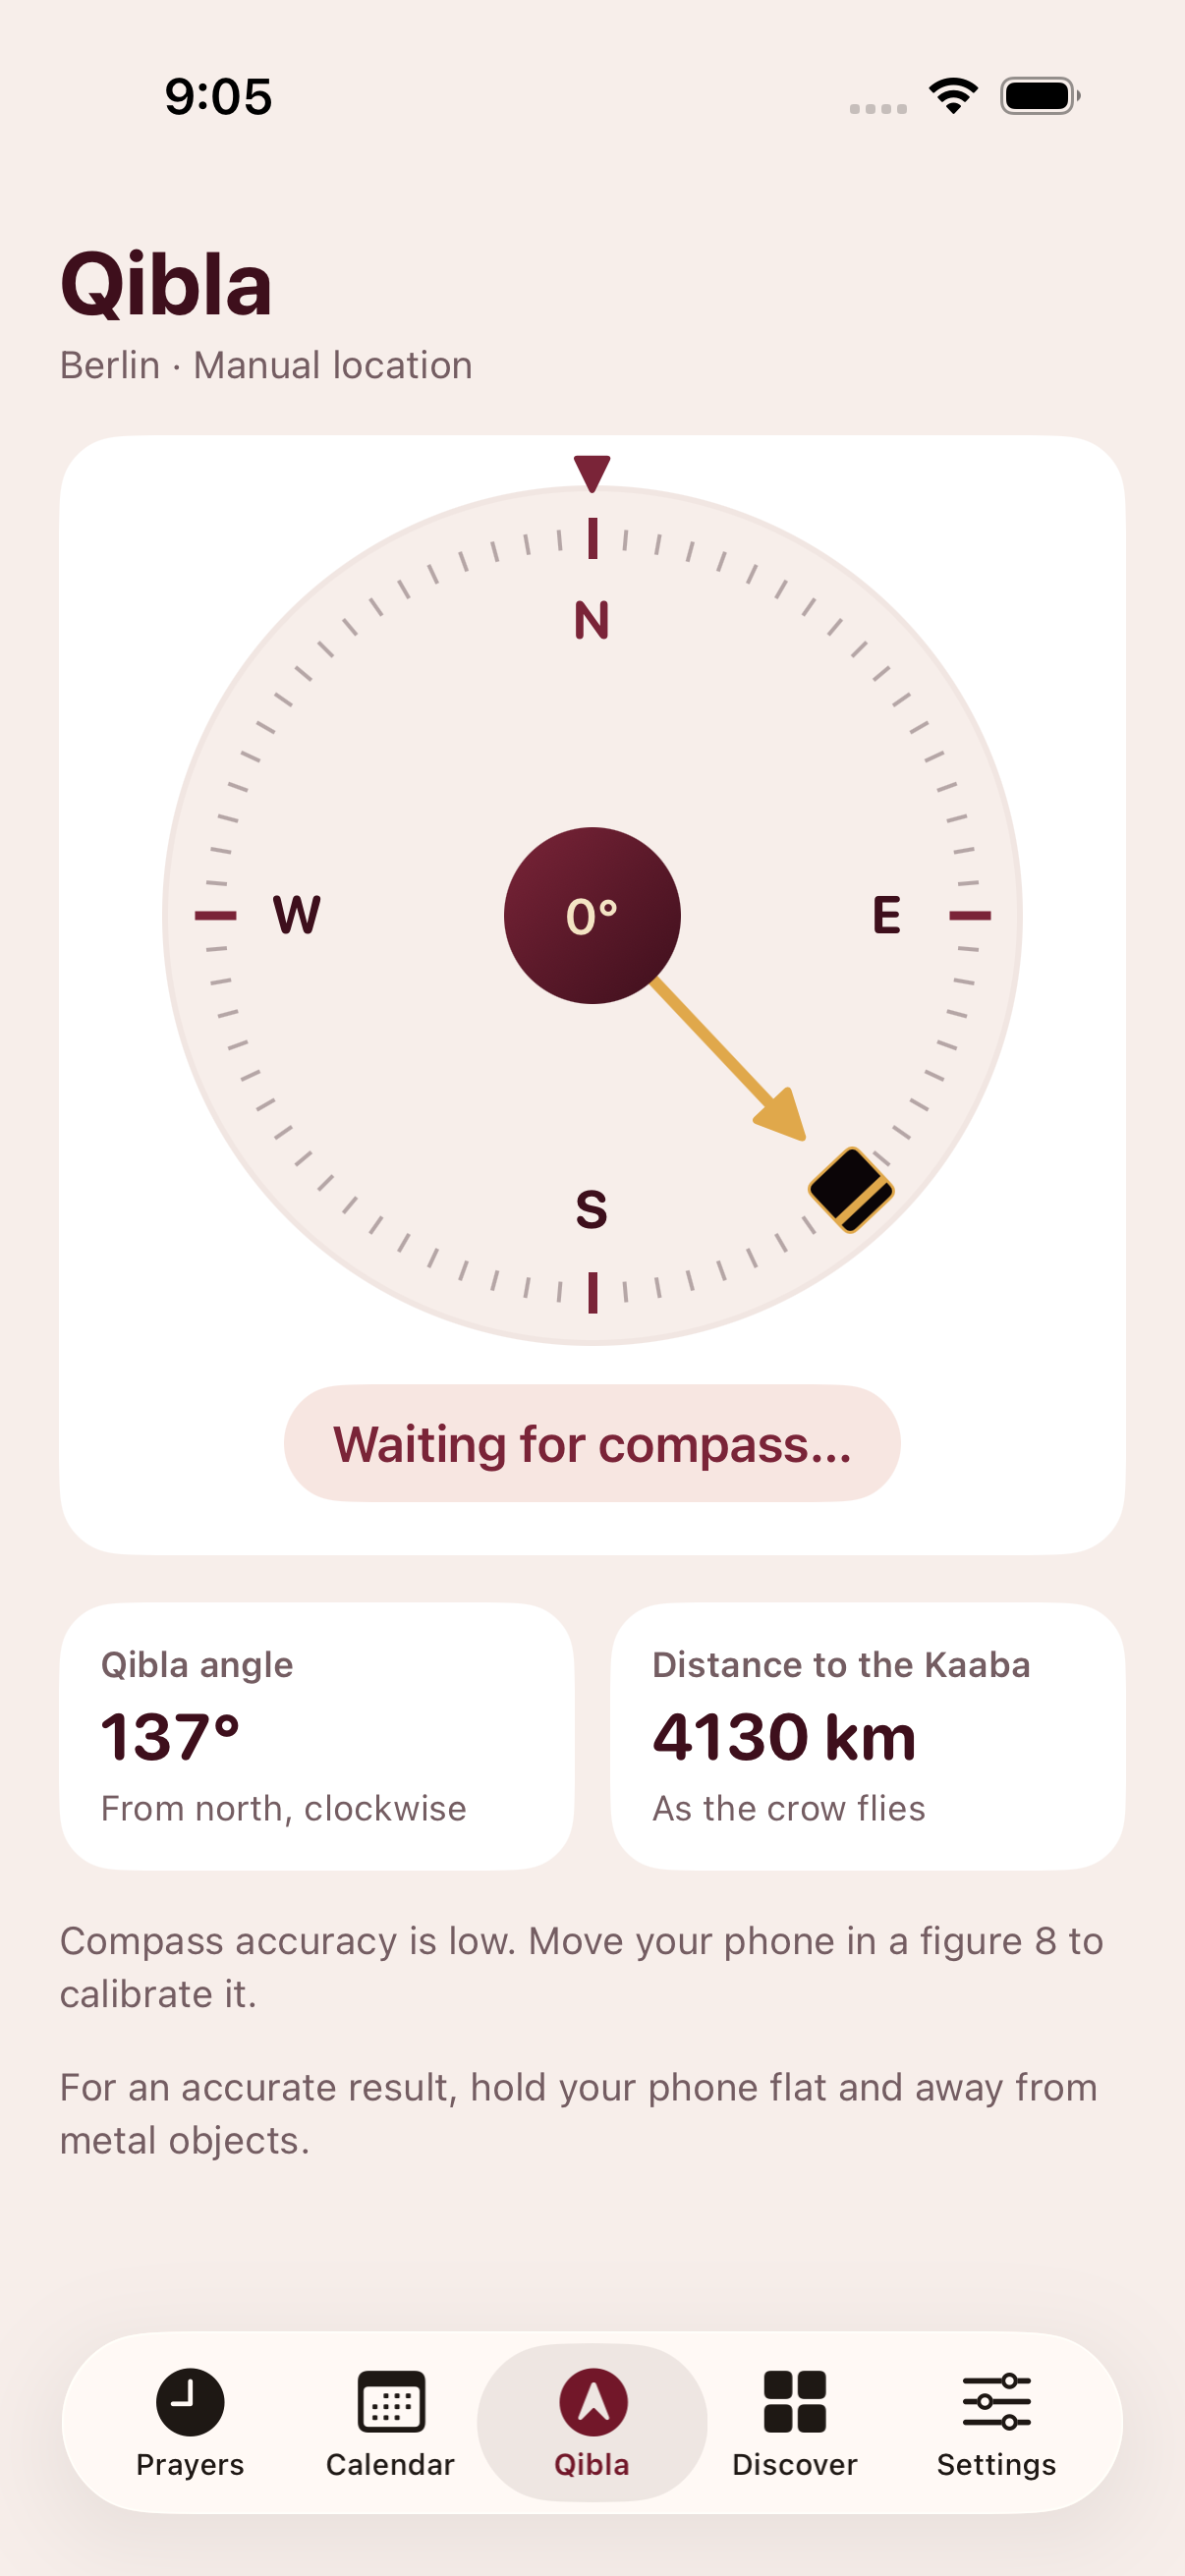 9:05
Qibla
Berlin · Manual location
N
W
0°
E
S
Waiting for compass...
Qibla angle
137°
From north, clockwise
Distance to the Kaaba
4130 km
As the crow flies
Compass accuracy is low. Move your phone in a figure 8 to
calibrate it.
For an accurate result, hold your phone flat and away from
metal objects.
Prayers
Calendar
Qibla
Discover
Settings